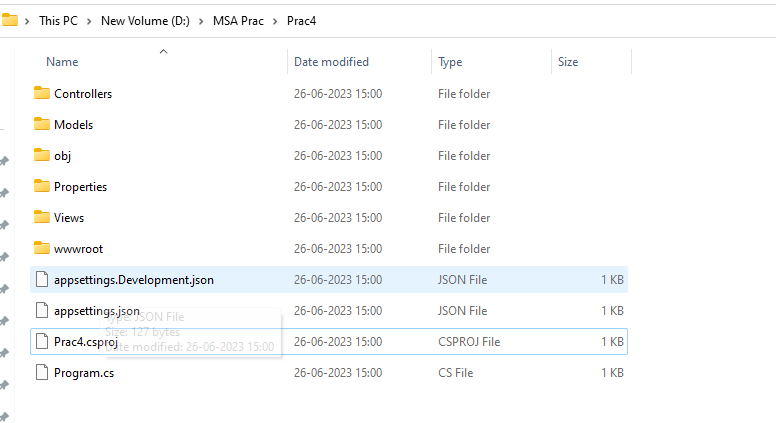 This PC > New Volume (D:) > MSA Prac > Prac4
Name Date modified Type Size
Controllers 26-06-2023 15:00 File folder
Models 26-06-2023 15:00 File folder
obj 26-06-2023 15:00 File folder
Properties 26-06-2023 15:00 File folder
Views 26-06-2023 15:00 File folder
wwwroot 26-06-2023 15:00 File folder
appsettings.Development.json 26-06-2023 15:00 JSON File 1 KB
appsettings.json 26-06-2023 15:00 JSON File 1 KB
Type: JSON File
Size: 127 bytes
Prac4.csproj 26-06-2023 15:00 CSPROJ File 1 KB
Date modified: 26-06-2023 15:00
Program.cs 26-06-2023 15:00 CS File 1 KB